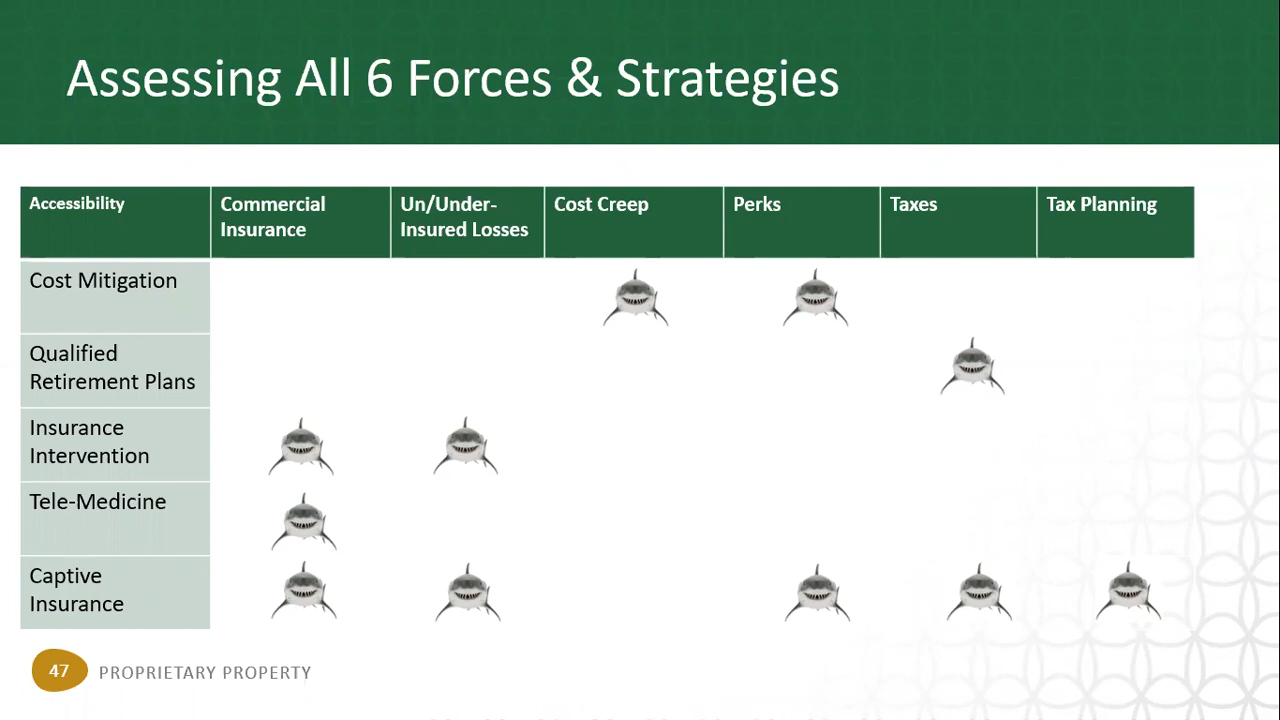 Assessing All 6 Forces & Strategies
Accessibility
Commercial
Insurance
Un/Under-
Insured Losses
Cost Creep
Perks
Taxes
Tax Planning
Cost Mitigation
Qualified
Retirement Plans
Insurance
Intervention
Tele-Medicine
Captive
Insurance
47
PROPRIETARY PROPERTY